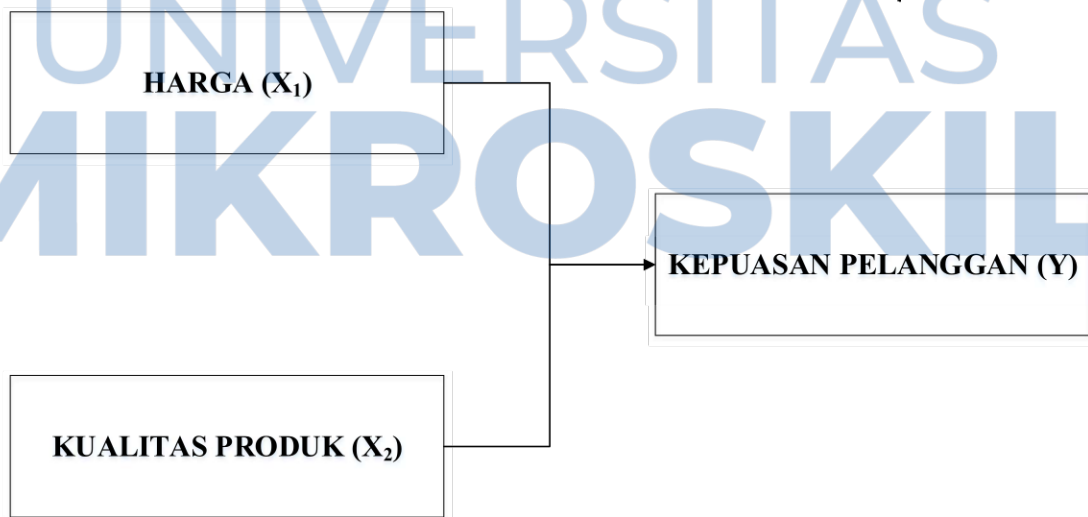 UNIVERSITAS
MIKROSKIL
HARGA (X₁)
KEPUASAN PELANGGAN (Y)
KUALITAS PRODUK (X₂)